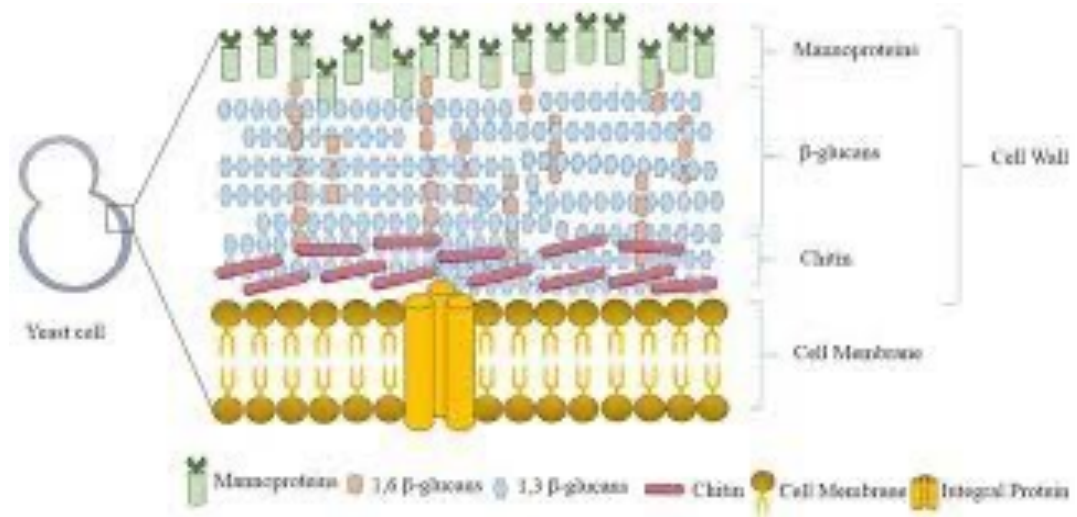 Mannoproteins
β-glucans
Cell Wall
Chitin
Yeast cell
Cell Membrane
Mannoproteins 1,6 β-glucans 1,3 β-glucans Chitin Cell Membrane Integral Protein